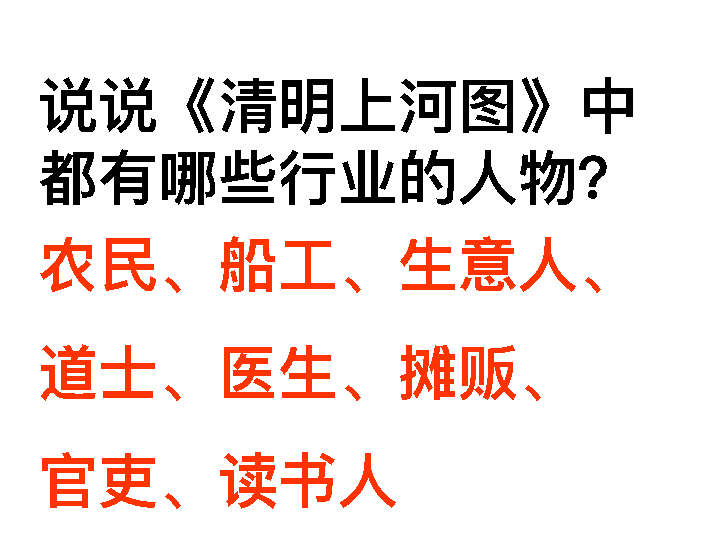 说说《清明上河图》中
都有哪些行业的人物?
农民、船工、生意人、
道士、医生、摊贩、
官吏、读书人